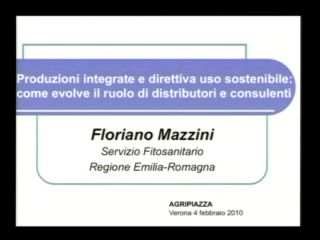 Produzioni integrate e direttiva uso sostenibile:
come evolve il ruolo di distributori e consulenti
Floriano Mazzini
Servizio Fitosanitario
Regione Emilia-Romagna
AGRIPIAZZA
Verona 4 febbraio 2010